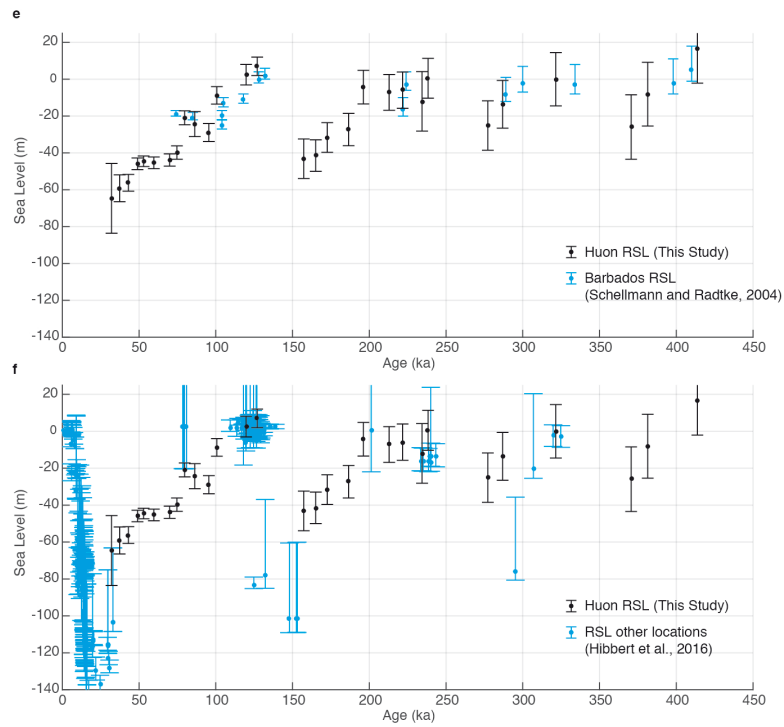 e
20
0
-20
-40
-60
-80
-100
-120
-140
Sea Level (m)
Huon RSL (This Study)
Barbados RSL
(Schellmann and Radtke, 2004)
0 50 100 150 200 250 300 350 400 450
Age (ka)
f
20
0
-20
-40
-60
-80
-100
-120
-140
Sea Level (m)
Huon RSL (This Study)
RSL other locations
(Hibbert et al., 2016)
0 50 100 150 200 250 300 350 400 450
Age (ka)